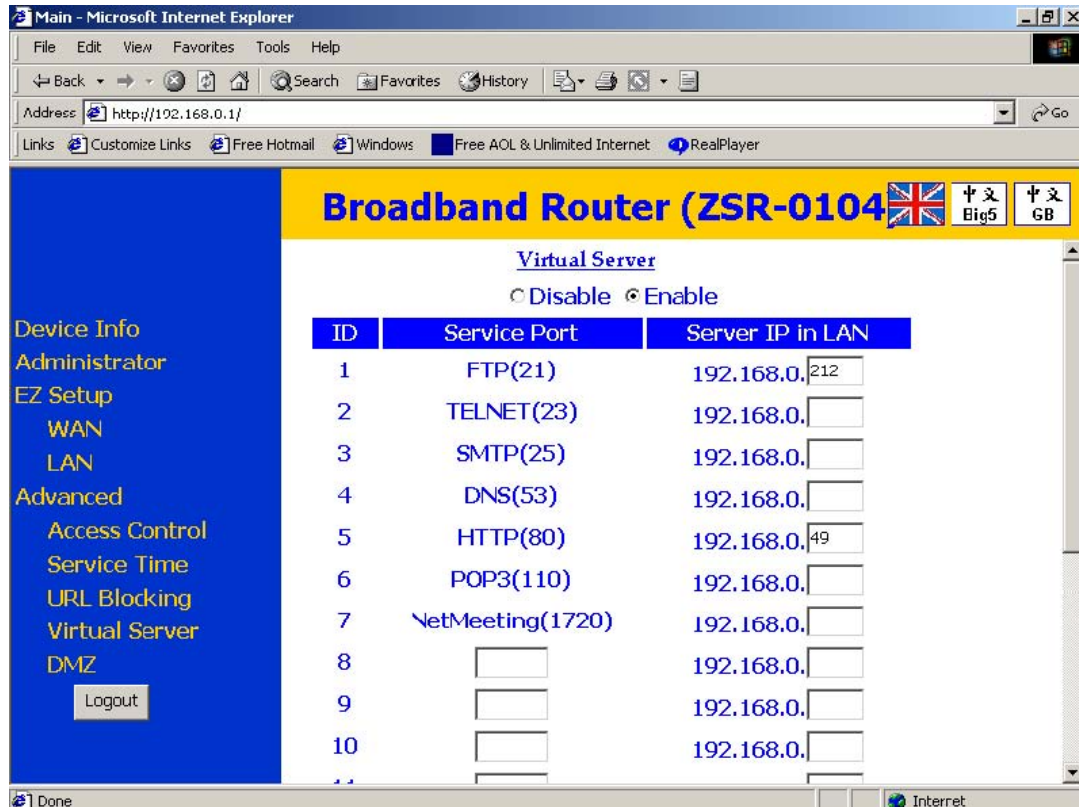 Main - Microsoft Internet Explorer
File Edit View Favorites Tools Help
Back Search Favorites History
Address http://192.168.0.1/ Go
Links Customize Links Free Hotmail Windows Free AOL & Unlimited Internet RealPlayer
Broadband Router (ZSR-0104
中文 Big5
中文 GB
Device Info
Administrator
EZ Setup
WAN
LAN
Advanced
Access Control
Service Time
URL Blocking
Virtual Server
DMZ
Logout
Virtual Server
Disable Enable
ID Service Port Server IP in LAN
1 FTP(21) 192.168.0.212
2 TELNET(23) 192.168.0.
3 SMTP(25) 192.168.0.
4 DNS(53) 192.168.0.
5 HTTP(80) 192.168.0.49
6 POP3(110) 192.168.0.
7 NetMeeting(1720) 192.168.0.
8 192.168.0.
9 192.168.0.
10 192.168.0.
Done Internet